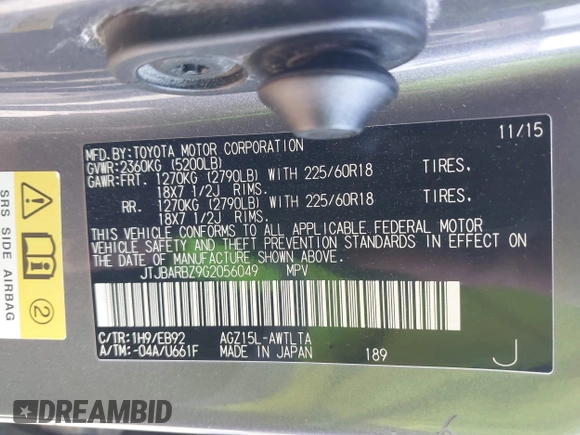 MFD.BY:TOYOTA MOTOR CORPORATION 11/15
GVWR:2360KG (5200LB)
GAWR:FRT. 1270KG (2790LB) WITH 225/60R18 TIRES,
18X7 1/2J RIMS.
RR. 1270KG (2790LB) WITH 225/60R18 TIRES,
18X7 1/2J RIMS.
THIS VEHICLE CONFORMS TO ALL APPLICABLE FEDERAL MOTOR
VEHICLE SAFETY AND THEFT PREVENTION STANDARDS IN EFFECT ON
THE DATE OF MANUFACTURE SHOWN ABOVE.
JTJBARBZ9G2056049 MPV
C/TR:1H9/EB92 AGZ15L-AWTLTA
A/TM:-04A/U661F MADE IN JAPAN 189 J
SRS SIDE AIRBAG
2
DREAMBID